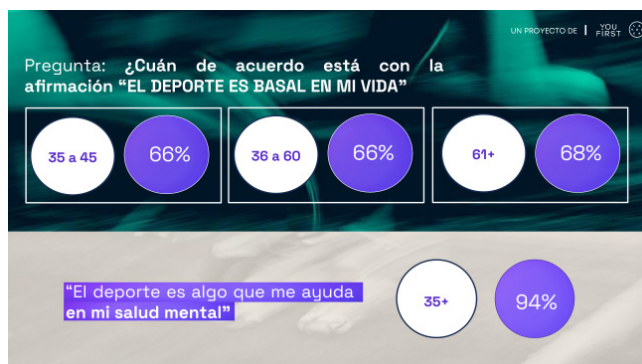 UN PROYECTO DE | YOU FIRST
Pregunta: ¿Cuán de acuerdo está con la
afirmación “EL DEPORTE ES BASAL EN MI VIDA”
35 a 45 66% 36 a 60 66% 61+ 68%
“El deporte es algo que me ayuda
en mi salud mental” 35+ 94%